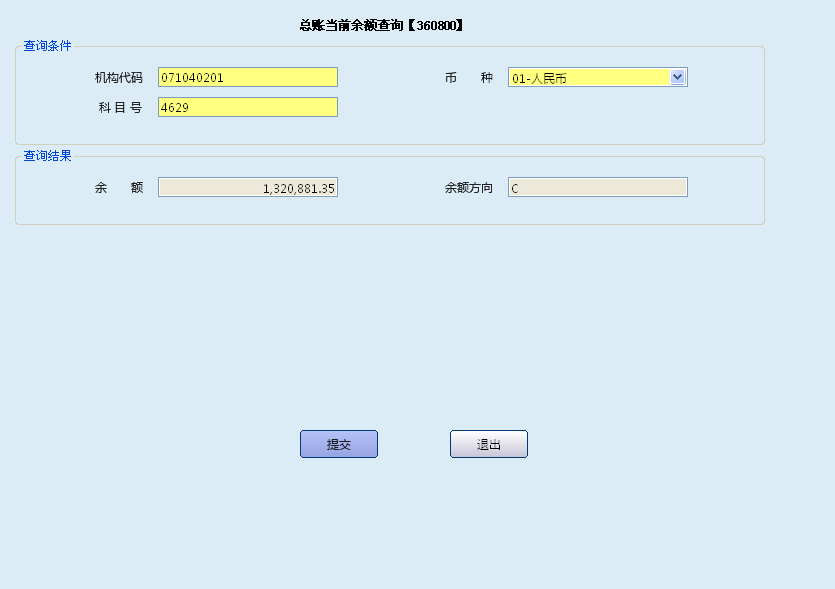 总账当前余额查询【360800】
查询条件
机构代码 071040201 币 种 01-人民币
科 目 号 4629
查询结果
余 额 1,320,881.35 余额方向 C
提交 退出